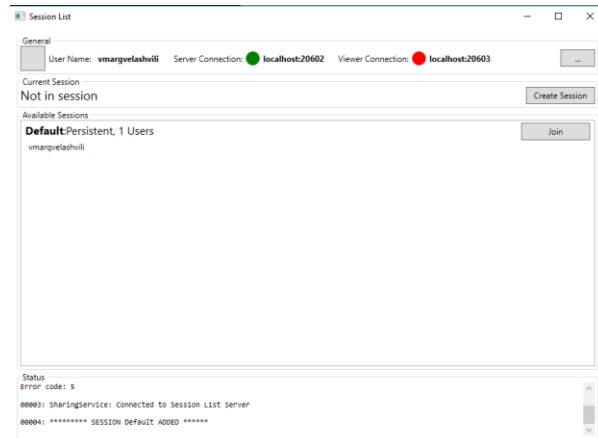 Session List
General
User Name: vmargvelashvili Server Connection: localhost:20602 Viewer Connection: localhost:20603 ...
Current Session
Not in session
Create Session
Available Sessions
Default:Persistent, 1 Users
Join
vmargvelashvili
Status
Error code: 5
00003: SharingService: Connected to Session List Server
00004: ********* SESSION Default ADDED ******